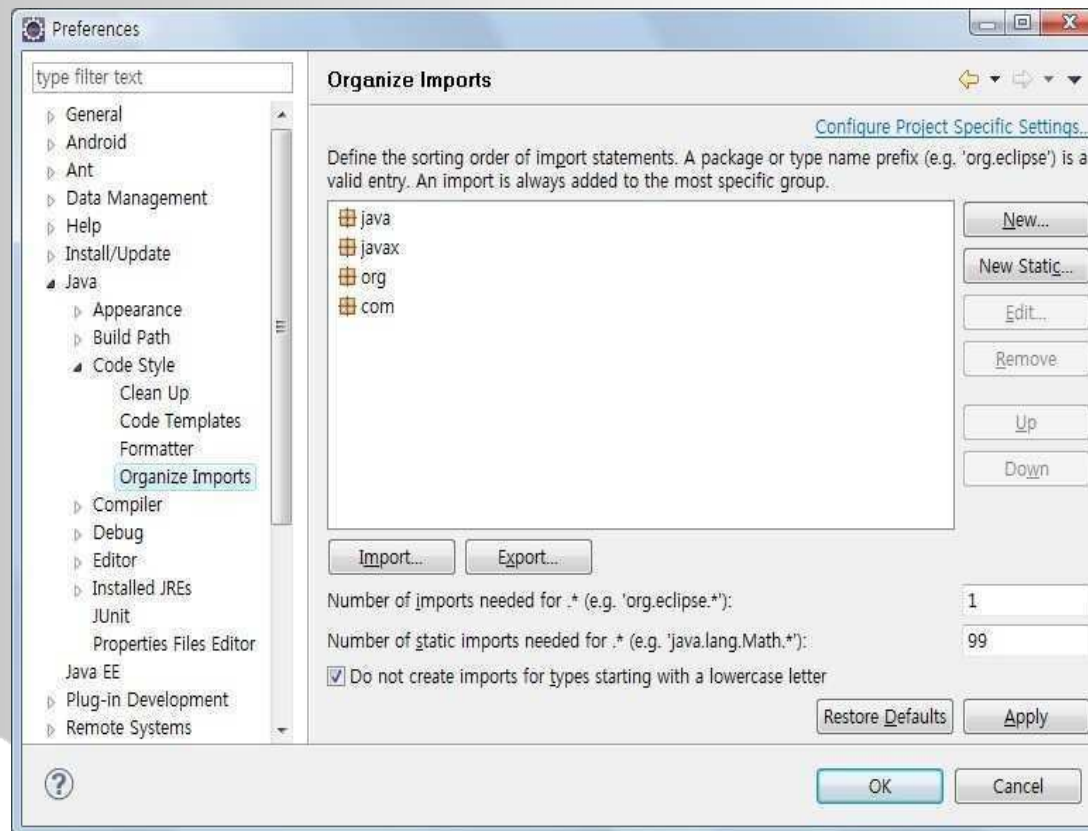 Preferences
type filter text
General
Android
Ant
Data Management
Help
Install/Update
Java
Appearance
Build Path
Code Style
Clean Up
Code Templates
Formatter
Organize Imports
Compiler
Debug
Editor
Installed JREs
JUnit
Properties Files Editor
Java EE
Plug-in Development
Remote Systems
Organize Imports
Configure Project Specific Settings..
Define the sorting order of import statements. A package or type name prefix (e.g. 'org.eclipse') is a
valid entry. An import is always added to the most specific group.
java
javax
org
com
New...
New Static...
Edit...
Remove
Up
Down
Import...
Export...
Number of imports needed for .* (e.g. 'org.eclipse.*'):
1
Number of static imports needed for .* (e.g. 'java.lang.Math.*'):
99
Do not create imports for types starting with a lowercase letter
Restore Defaults
Apply
?
OK
Cancel